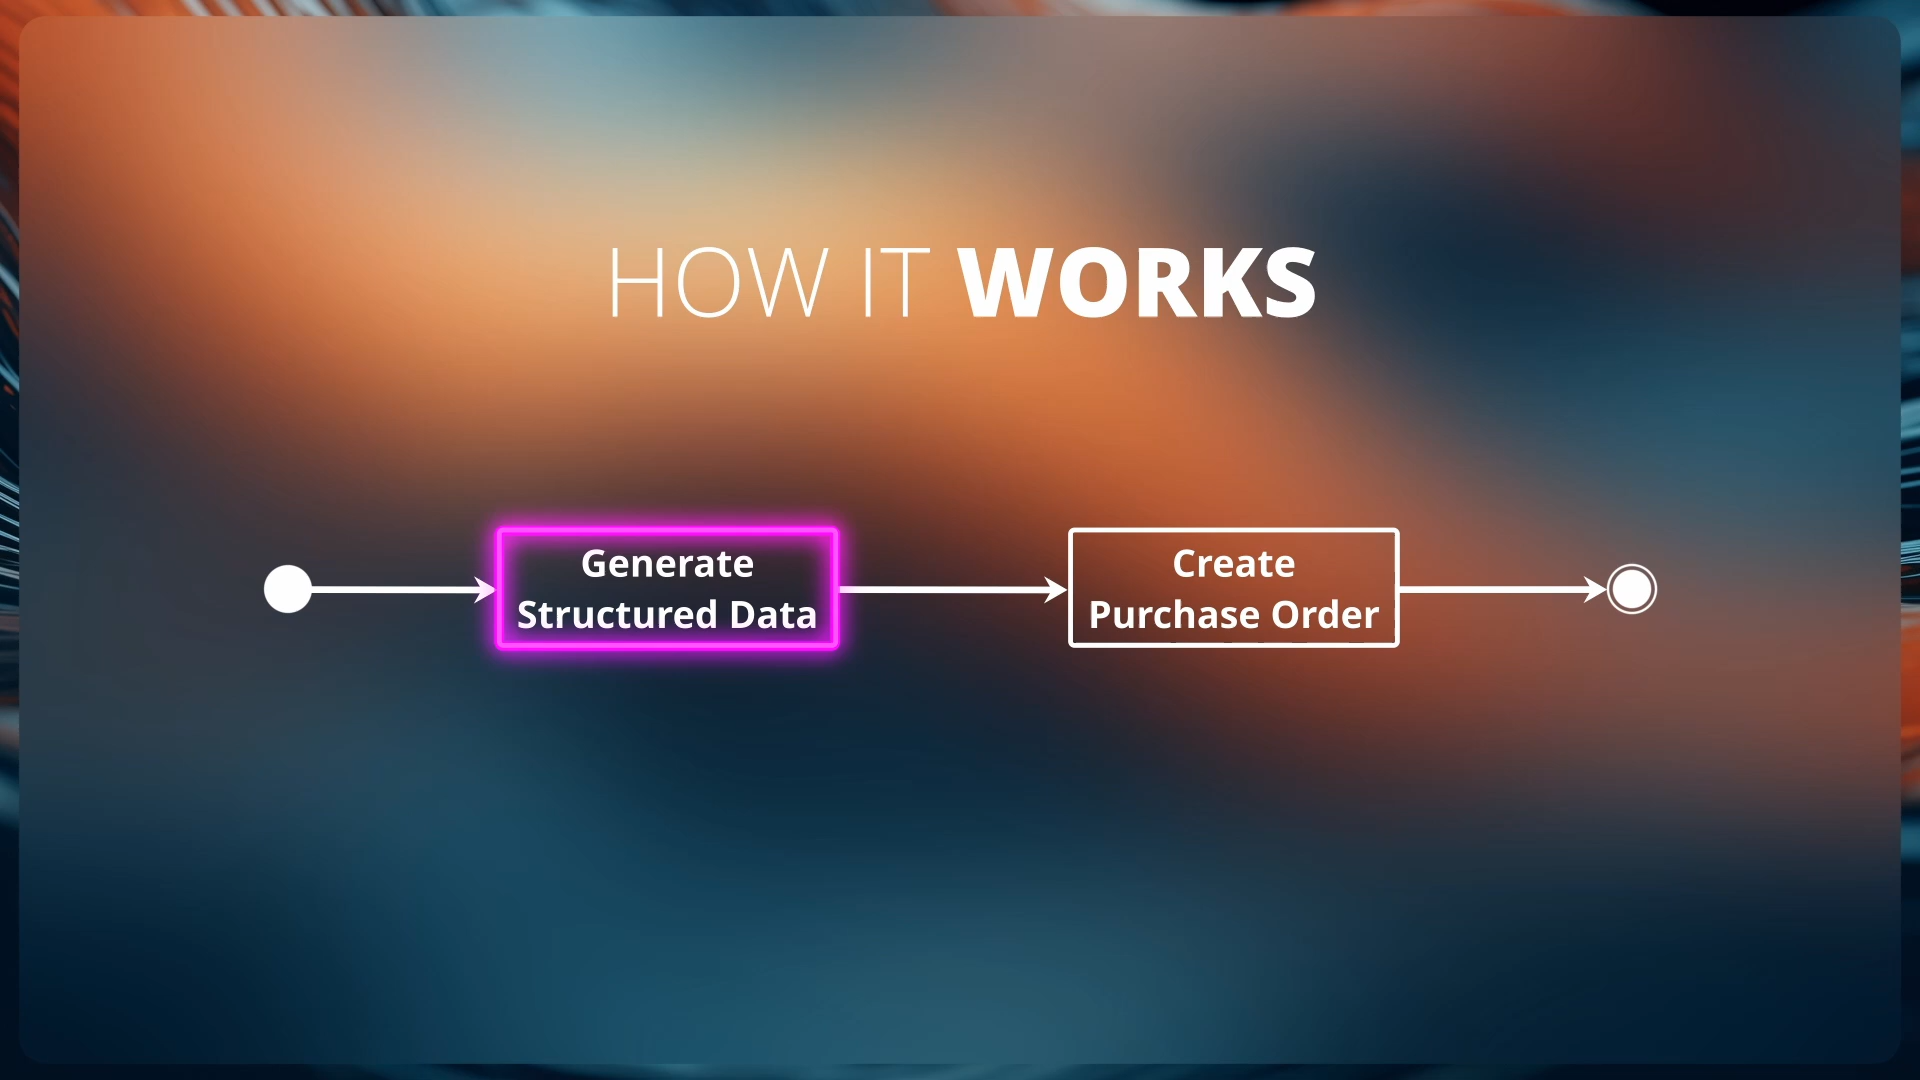 HOW IT WORKS
Generate
Structured Data
Create
Purchase Order